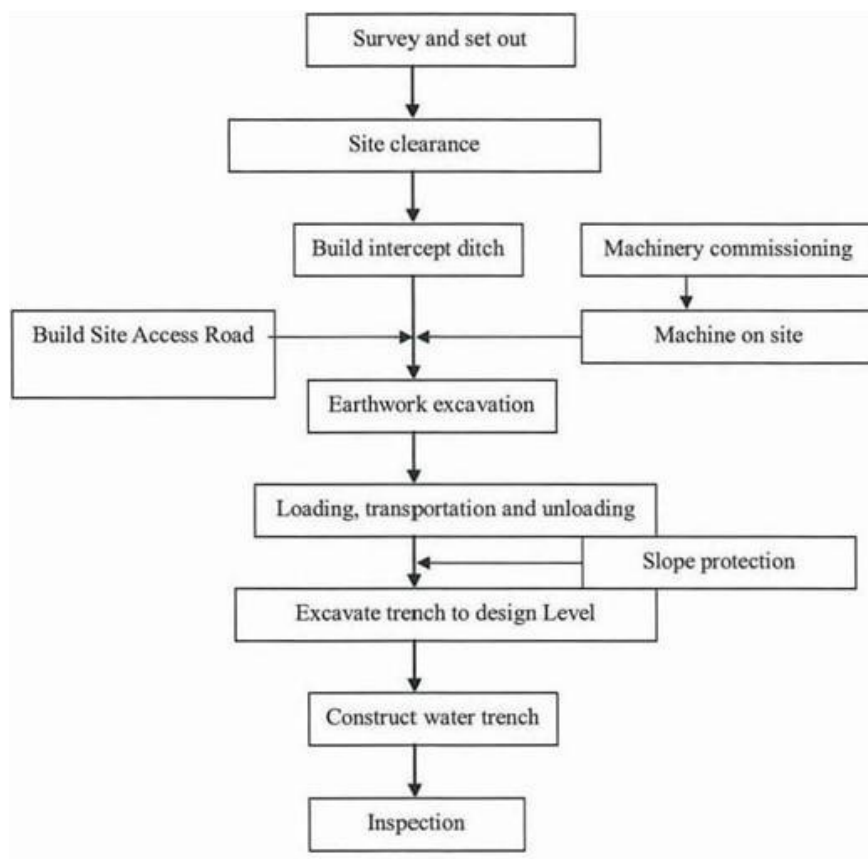 Survey and set out
Site clearance
Build intercept ditch
Machinery commissioning
Build Site Access Road
Machine on site
Earthwork excavation
Loading, transportation and unloading
Slope protection
Excavate trench to design Level
Construct water trench
Inspection